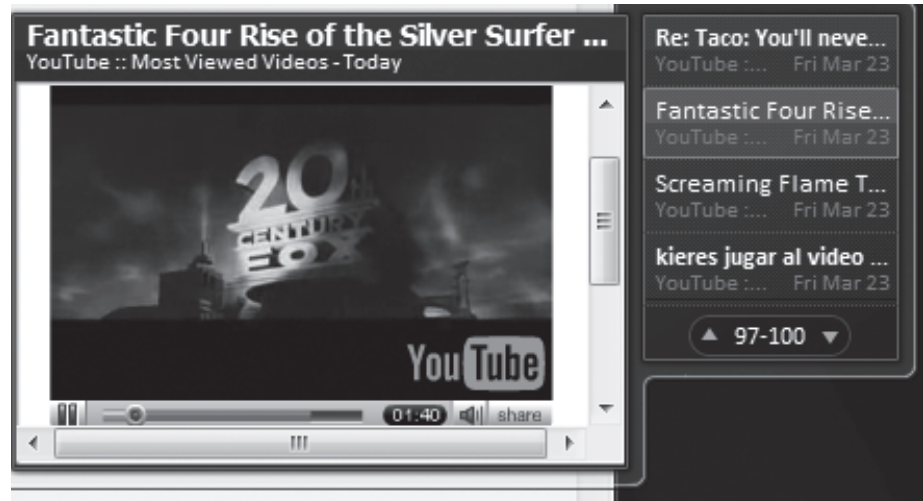 Fantastic Four Rise of the Silver Surfer ...
YouTube :: Most Viewed Videos - Today
20th
CENTURY
FOX
YouTube
01:40
share
Re: Taco: You'll neve...
YouTube :... Fri Mar 23
Fantastic Four Rise...
YouTube :... Fri Mar 23
Screaming Flame T...
YouTube :... Fri Mar 23
kieres jugar al video ...
YouTube :... Fri Mar 23
97-100